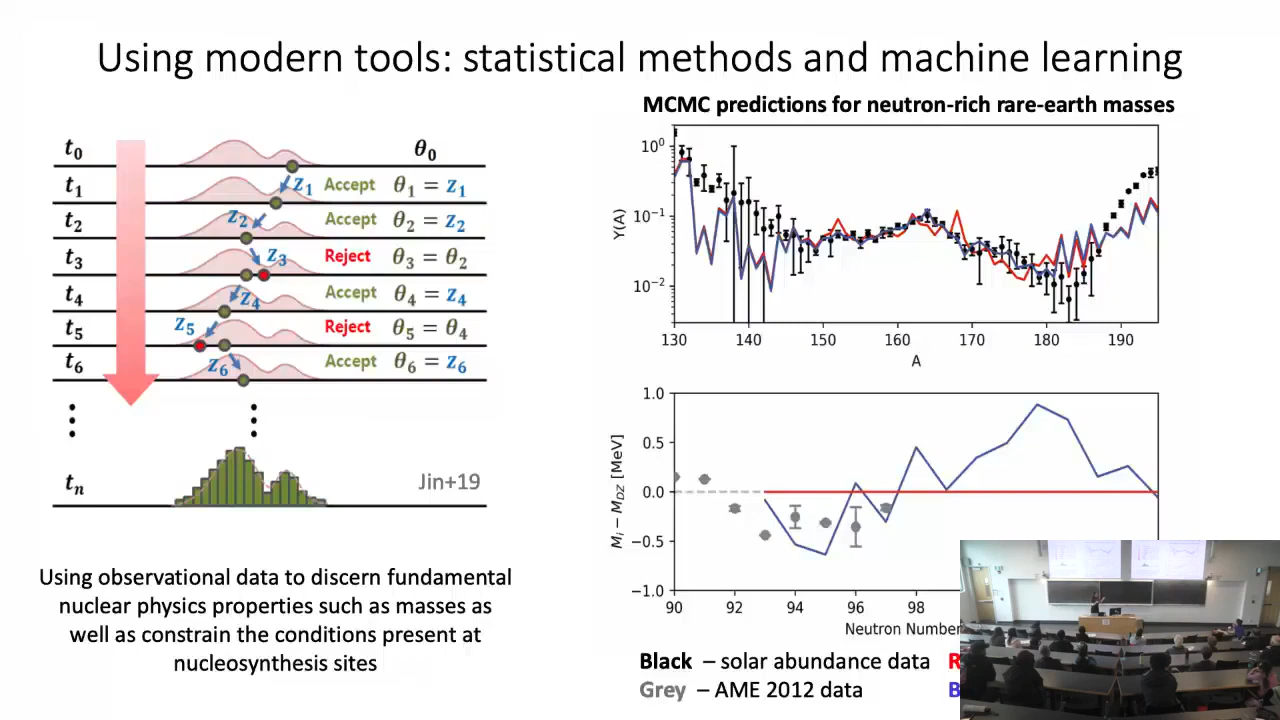 Using modern tools: statistical methods and machine learning
t₀ θ₀
t₁ z₁ Accept θ₁ = z₁
t₂ z₂ Accept θ₂ = z₂
t₃ z₃ Reject θ₃ = θ₂
t₄ z₄ Accept θ₄ = z₄
t₅ z₅ Reject θ₅ = θ₄
t₆ z₆ Accept θ₆ = z₆
tₙ Jin+19
Using observational data to discern fundamental
nuclear physics properties such as masses as
well as constrain the conditions present at
nucleosynthesis sites
MCMC predictions for neutron-rich rare-earth masses
Y(A)
10⁰
10⁻¹
10⁻²
130 140 150 160 170 180 190
A
Mᵢ − M_DZ [MeV]
1.0
0.5
0.0
−0.5
−1.0
90 92 94 96 98
Neutron Number
Black – solar abundance data R
Grey – AME 2012 data B